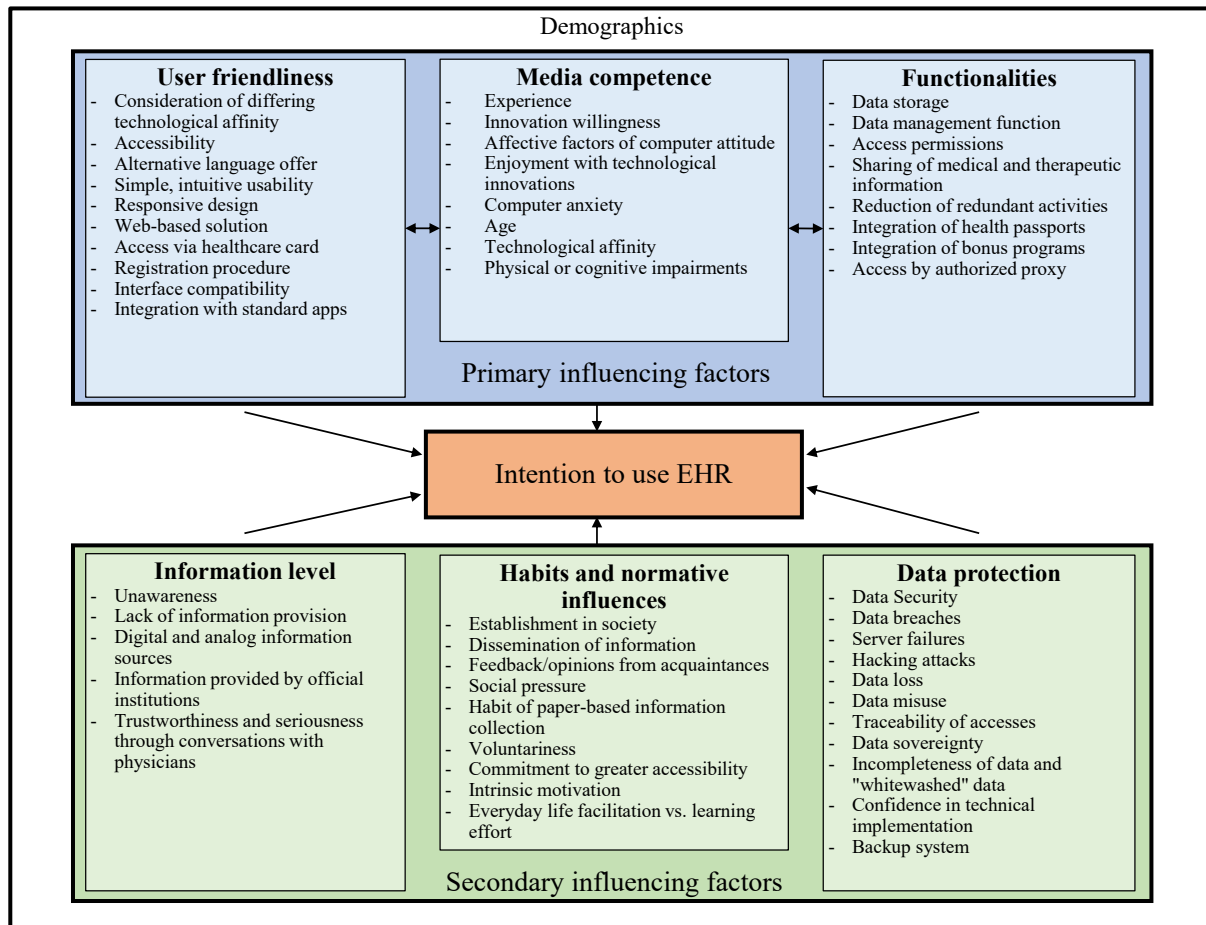 Demographics
User friendliness
- Consideration of differing
technological affinity
- Accessibility
- Alternative language offer
- Simple, intuitive usability
- Responsive design
- Web-based solution
- Access via healthcare card
- Registration procedure
- Interface compatibility
- Integration with standard apps
Media competence
- Experience
- Innovation willingness
- Affective factors of computer attitude
- Enjoyment with technological
innovations
- Computer anxiety
- Age
- Technological affinity
- Physical or cognitive impairments
Functionalities
- Data storage
- Data management function
- Access permissions
- Sharing of medical and therapeutic
information
- Reduction of redundant activities
- Integration of health passports
- Integration of bonus programs
- Access by authorized proxy
Primary influencing factors
Intention to use EHR
Information level
- Unawareness
- Lack of information provision
- Digital and analog information
sources
- Information provided by official
institutions
- Trustworthiness and seriousness
through conversations with
physicians
Habits and normative
influences
- Establishment in society
- Dissemination of information
- Feedback/opinions from acquaintances
- Social pressure
- Habit of paper-based information
collection
- Voluntariness
- Commitment to greater accessibility
- Intrinsic motivation
- Everyday life facilitation vs. learning
effort
Data protection
- Data Security
- Data breaches
- Server failures
- Hacking attacks
- Data loss
- Data misuse
- Traceability of accesses
- Data sovereignty
- Incompleteness of data and
"whitewashed" data
- Confidence in technical
implementation
- Backup system
Secondary influencing factors